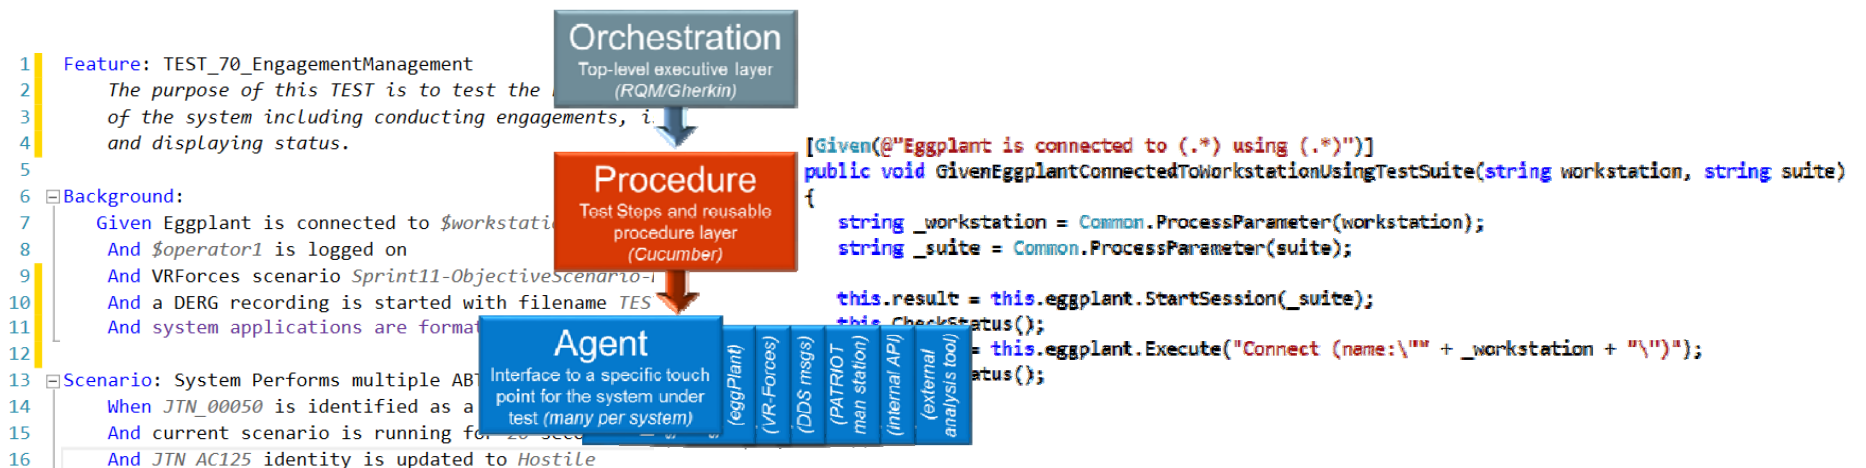 1 Feature: TEST_70_EngagementManagement
2 The purpose of this TEST is to test the
3 of the system including conducting engagements,
4 and displaying status.
5
6 Background:
7 Given Eggplant is connected to $workstati
8 And $operator1 is logged on
9 And VRForces scenario Sprint11-ObjectiveScenario-
10 And a DERG recording is started with filename TES
11 And system applications are format
12
13 Scenario: System Performs multiple ABT
14 When JTN_00050 is identified as a
15 And current scenario is running for 20 seco
16 And JTN AC125 identity is updated to Hostile
Orchestration
Top-level executive layer
(RQM/Gherkin)
Procedure
Test Steps and reusable
procedure layer
(Cucumber)
Agent
Interface to a specific touch
point for the system under
test (many per system)
(eggPlant)
(VR-Forces)
(DDS msgs)
(PATRIOT
man station)
(internal API)
(external
analysis tool)
[Given(@"Eggplant is connected to (.*) using (.*)")]
public void GivenEggplantConnectedToWorkstationUsingTestSuite(string workstation, string suite)
{
string _workstation = Common.ProcessParameter(workstation);
string _suite = Common.ProcessParameter(suite);
this.result = this.eggplant.StartSession(_suite);
this.CheckStatus();
= this.eggplant.Execute("Connect (name:\"" + _workstation + "\")");
atus();